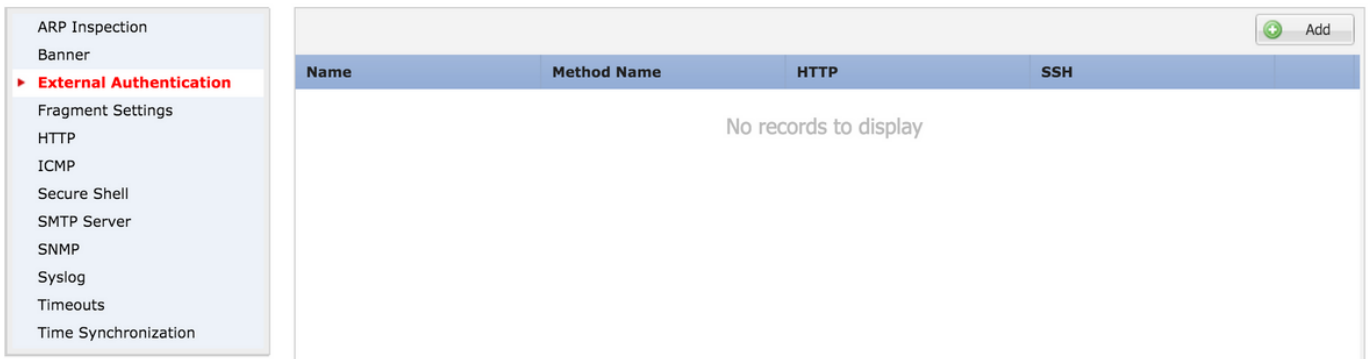 ARP Inspection
Banner
External Authentication
Fragment Settings
HTTP
ICMP
Secure Shell
SMTP Server
SNMP
Syslog
Timeouts
Time Synchronization
Add
Name Method Name HTTP SSH
No records to display